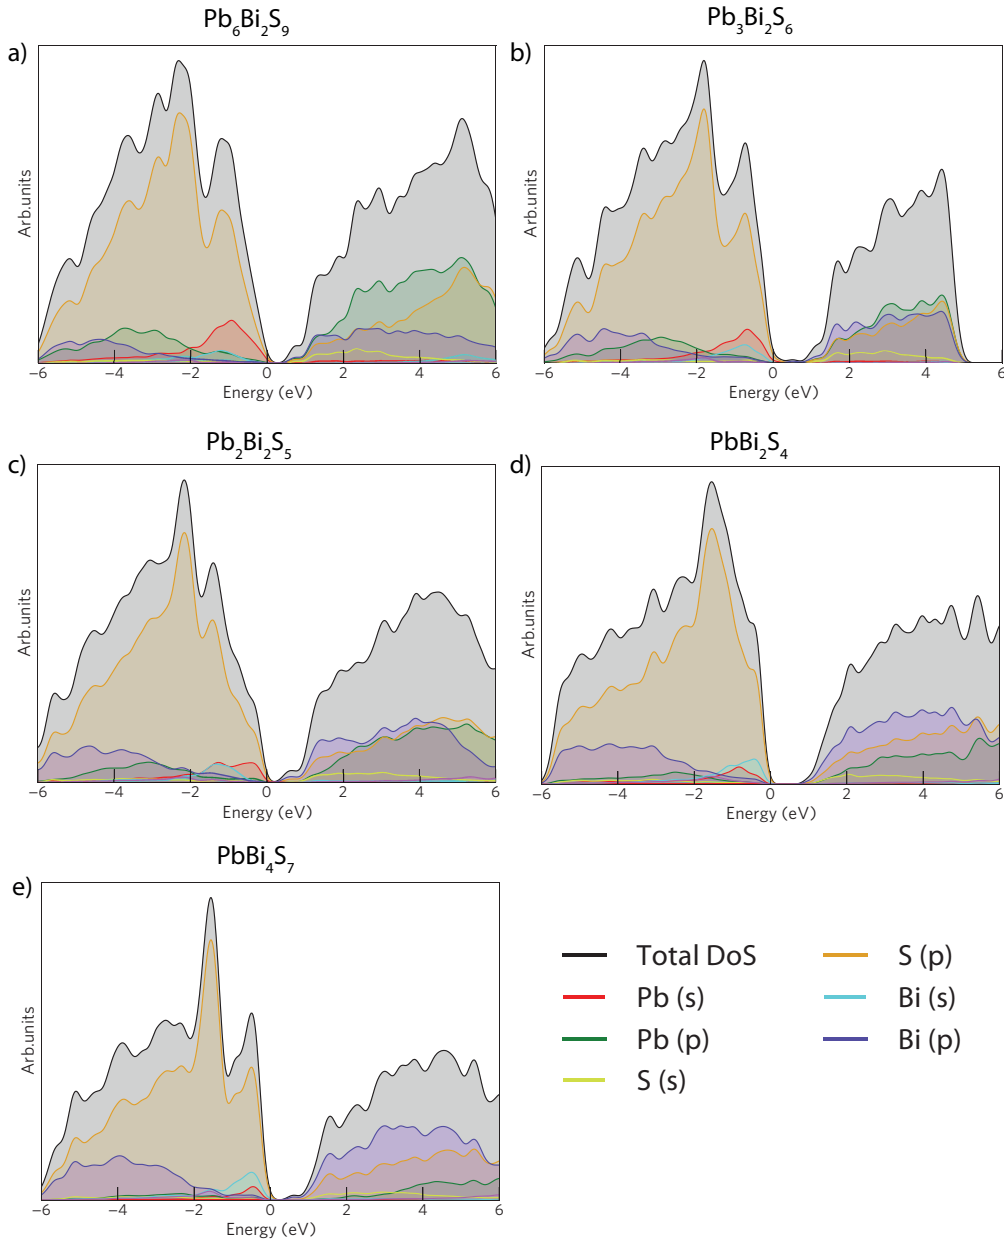 Pb₆Bi₂S₉
Pb₃Bi₂S₆
a)
b)
Arb.units
Arb.units
−6 −4 −2 0 2 4 6
−6 −4 −2 0 2 4 6
Energy (eV)
Energy (eV)
Pb₂Bi₂S₅
PbBi₂S₄
c)
d)
Arb.units
Arb.units
−6 −4 −2 0 2 4 6
−6 −4 −2 0 2 4 6
Energy (eV)
Energy (eV)
PbBi₄S₇
e)
Arb.units
−6 −4 −2 0 2 4 6
Energy (eV)
Total DoS
S (p)
Pb (s)
Bi (s)
Pb (p)
Bi (p)
S (s)